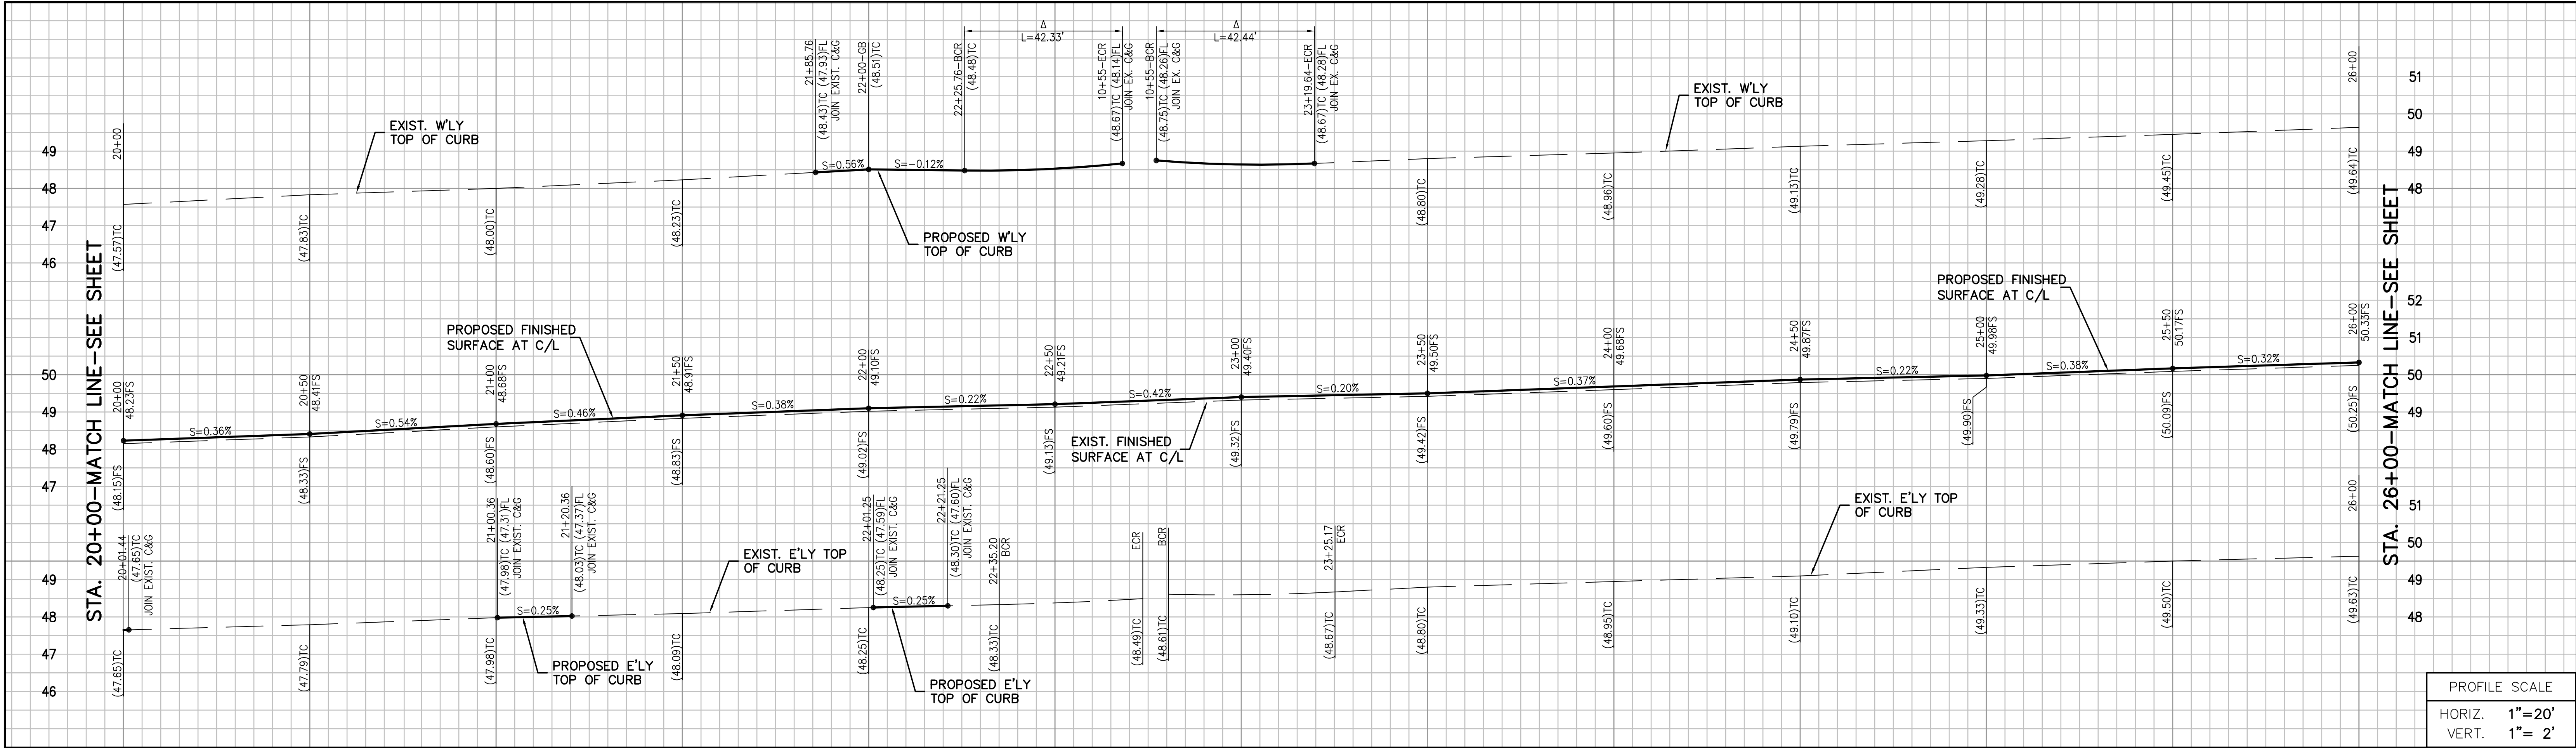 20+00
(47.57)TC
(47.83)TC
(48.00)TC
(48.23)TC
EXIST. W'LY
TOP OF CURB
21+85.76
(48.43)TC (47.93)FL
JOIN EXIST. C&G
22+00-GB
(48.51)TC
S=0.56%
S=-0.12%
22+25.76-BCR
(48.48)TC
Δ
L=42.33'
10+55-ECR
(48.67)TC (48.14)FL
JOIN EX. C&G
Δ
L=42.44'
10+55-BCR
(48.75)TC (48.26)FL
JOIN EX. C&G
23+19.64-ECR
(48.67)TC (48.28)FL
JOIN EX. C&G
PROPOSED W'LY
TOP OF CURB
EXIST. W'LY
TOP OF CURB
(48.80)TC
(48.96)TC
(49.13)TC
(49.28)TC
(49.45)TC
26+00
(49.64)TC
49
48
47
46
51
50
49
48
STA. 20+00-MATCH LINE-SEE SHEET
STA. 26+00-MATCH LINE-SEE SHEET
50
49
48
47
52
51
50
49
PROPOSED FINISHED
SURFACE AT C/L
20+00
48.23FS
20+50
48.41FS
21+00
48.68FS
21+50
48.91FS
22+00
49.10FS
22+50
49.21FS
23+00
49.40FS
23+50
49.50FS
24+00
49.68FS
24+50
49.87FS
25+00
49.98FS
25+50
50.17FS
26+00
50.33FS
PROPOSED FINISHED
SURFACE AT C/L
S=0.36%
S=0.54%
S=0.46%
S=0.38%
S=0.22%
S=0.42%
S=0.20%
S=0.37%
S=0.22%
S=0.38%
S=0.32%
EXIST. FINISHED
SURFACE AT C/L
(48.15)FS
(48.33)FS
(48.60)FS
(48.83)FS
(49.02)FS
(49.13)FS
(49.32)FS
(49.42)FS
(49.60)FS
(49.79)FS
(49.90)FS
(50.09)FS
(50.25)FS
49
48
47
46
51
50
49
48
20+01.44
(47.65)TC
JOIN EXIST. C&G
21+00.36
(47.98)TC (47.31)FL
JOIN EXIST. C&G
21+20.36
(48.03)TC (47.37)FL
JOIN EXIST. C&G
S=0.25%
PROPOSED E'LY
TOP OF CURB
EXIST. E'LY TOP
OF CURB
22+01.25
(48.25)TC (47.59)FL
JOIN EXIST. C&G
22+21.25
(48.30)TC (47.60)FL
JOIN EXIST. C&G
S=0.25%
PROPOSED E'LY
TOP OF CURB
22+35.20
BCR
ECR
BCR
23+25.17
ECR
EXIST. E'LY TOP
OF CURB
26+00
(47.65)TC
(47.79)TC
(47.98)TC
(48.09)TC
(48.25)TC
(48.33)TC
(48.49)TC
(48.61)TC
(48.67)TC
(48.80)TC
(48.95)TC
(49.10)TC
(49.33)TC
(49.50)TC
(49.63)TC
PROFILE SCALE
HORIZ. 1"=20'
VERT. 1"= 2'